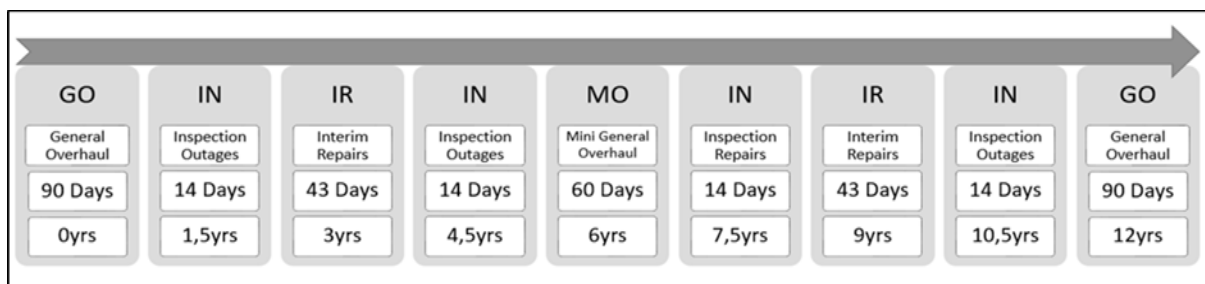 GO
General
Overhaul
90 Days
0yrs
IN
Inspection
Outages
14 Days
1,5yrs
IR
Interim
Repairs
43 Days
3yrs
IN
Inspection
Outages
14 Days
4,5yrs
MO
Mini General
Overhaul
60 Days
6yrs
IN
Inspection
Repairs
14 Days
7,5yrs
IR
Interim
Repairs
43 Days
9yrs
IN
Inspection
Outages
14 Days
10,5yrs
GO
General
Overhaul
90 Days
12yrs